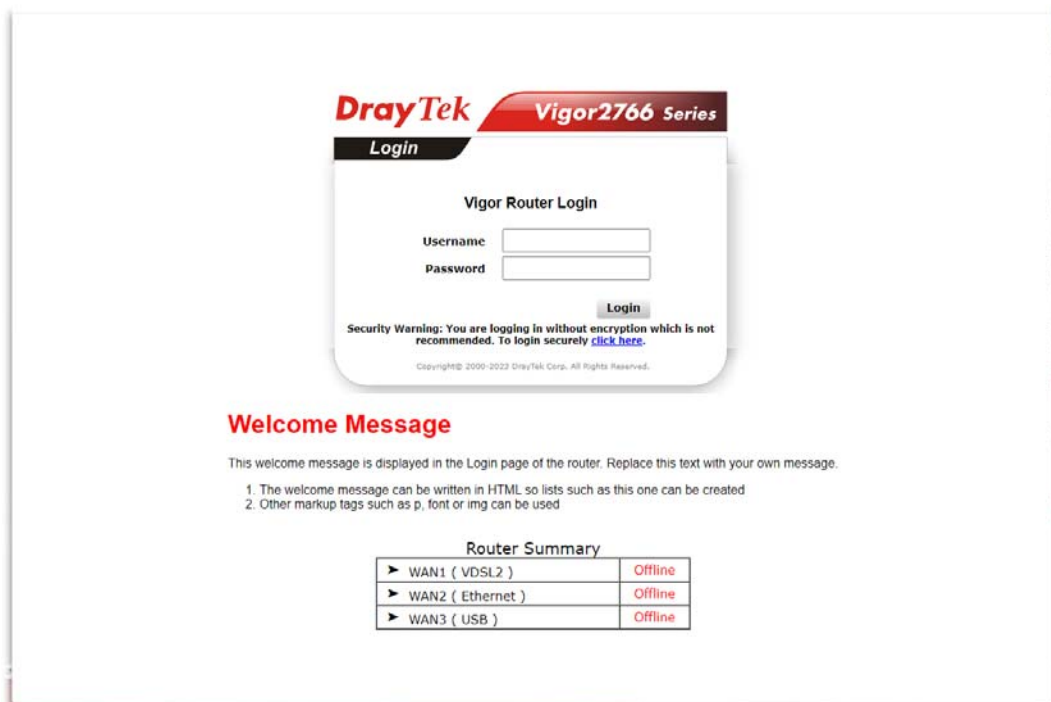 DrayTek Vigor2766 Series
Login
Vigor Router Login
Username
Password
Login
Security Warning: You are logging in without encryption which is not
recommended. To login securely click here.
Copyright© 2000-2022 DrayTek Corp. All Rights Reserved.
Welcome Message
This welcome message is displayed in the Login page of the router. Replace this text with your own message.
1. The welcome message can be written in HTML so lists such as this one can be created
2. Other markup tags such as p, font or img can be used
Router Summary
➤ WAN1 ( VDSL2 ) Offline
➤ WAN2 ( Ethernet ) Offline
➤ WAN3 ( USB ) Offline